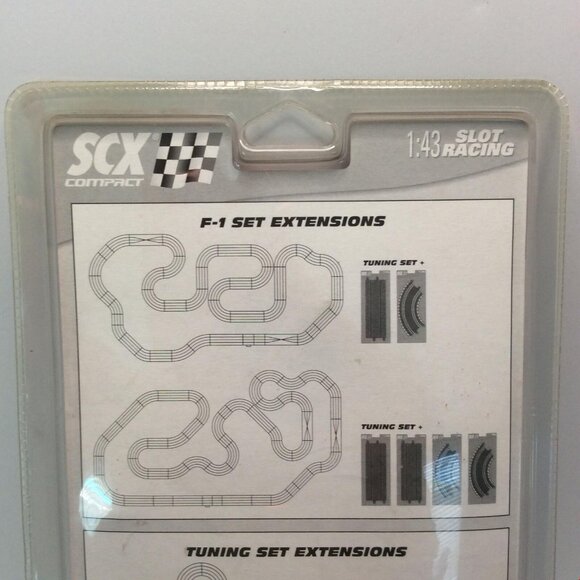 SCX
COMPACT
1:43 SLOT RACING
F-1 SET EXTENSIONS
TUNING SET +
TUNING SET +
TUNING SET EXTENSIONS